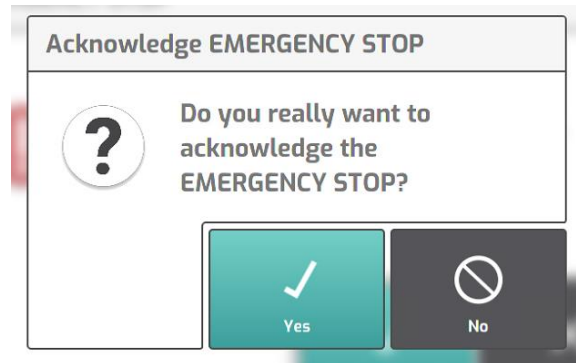 Acknowledge EMERGENCY STOP
Do you really want to
acknowledge the
EMERGENCY STOP?
Yes
No